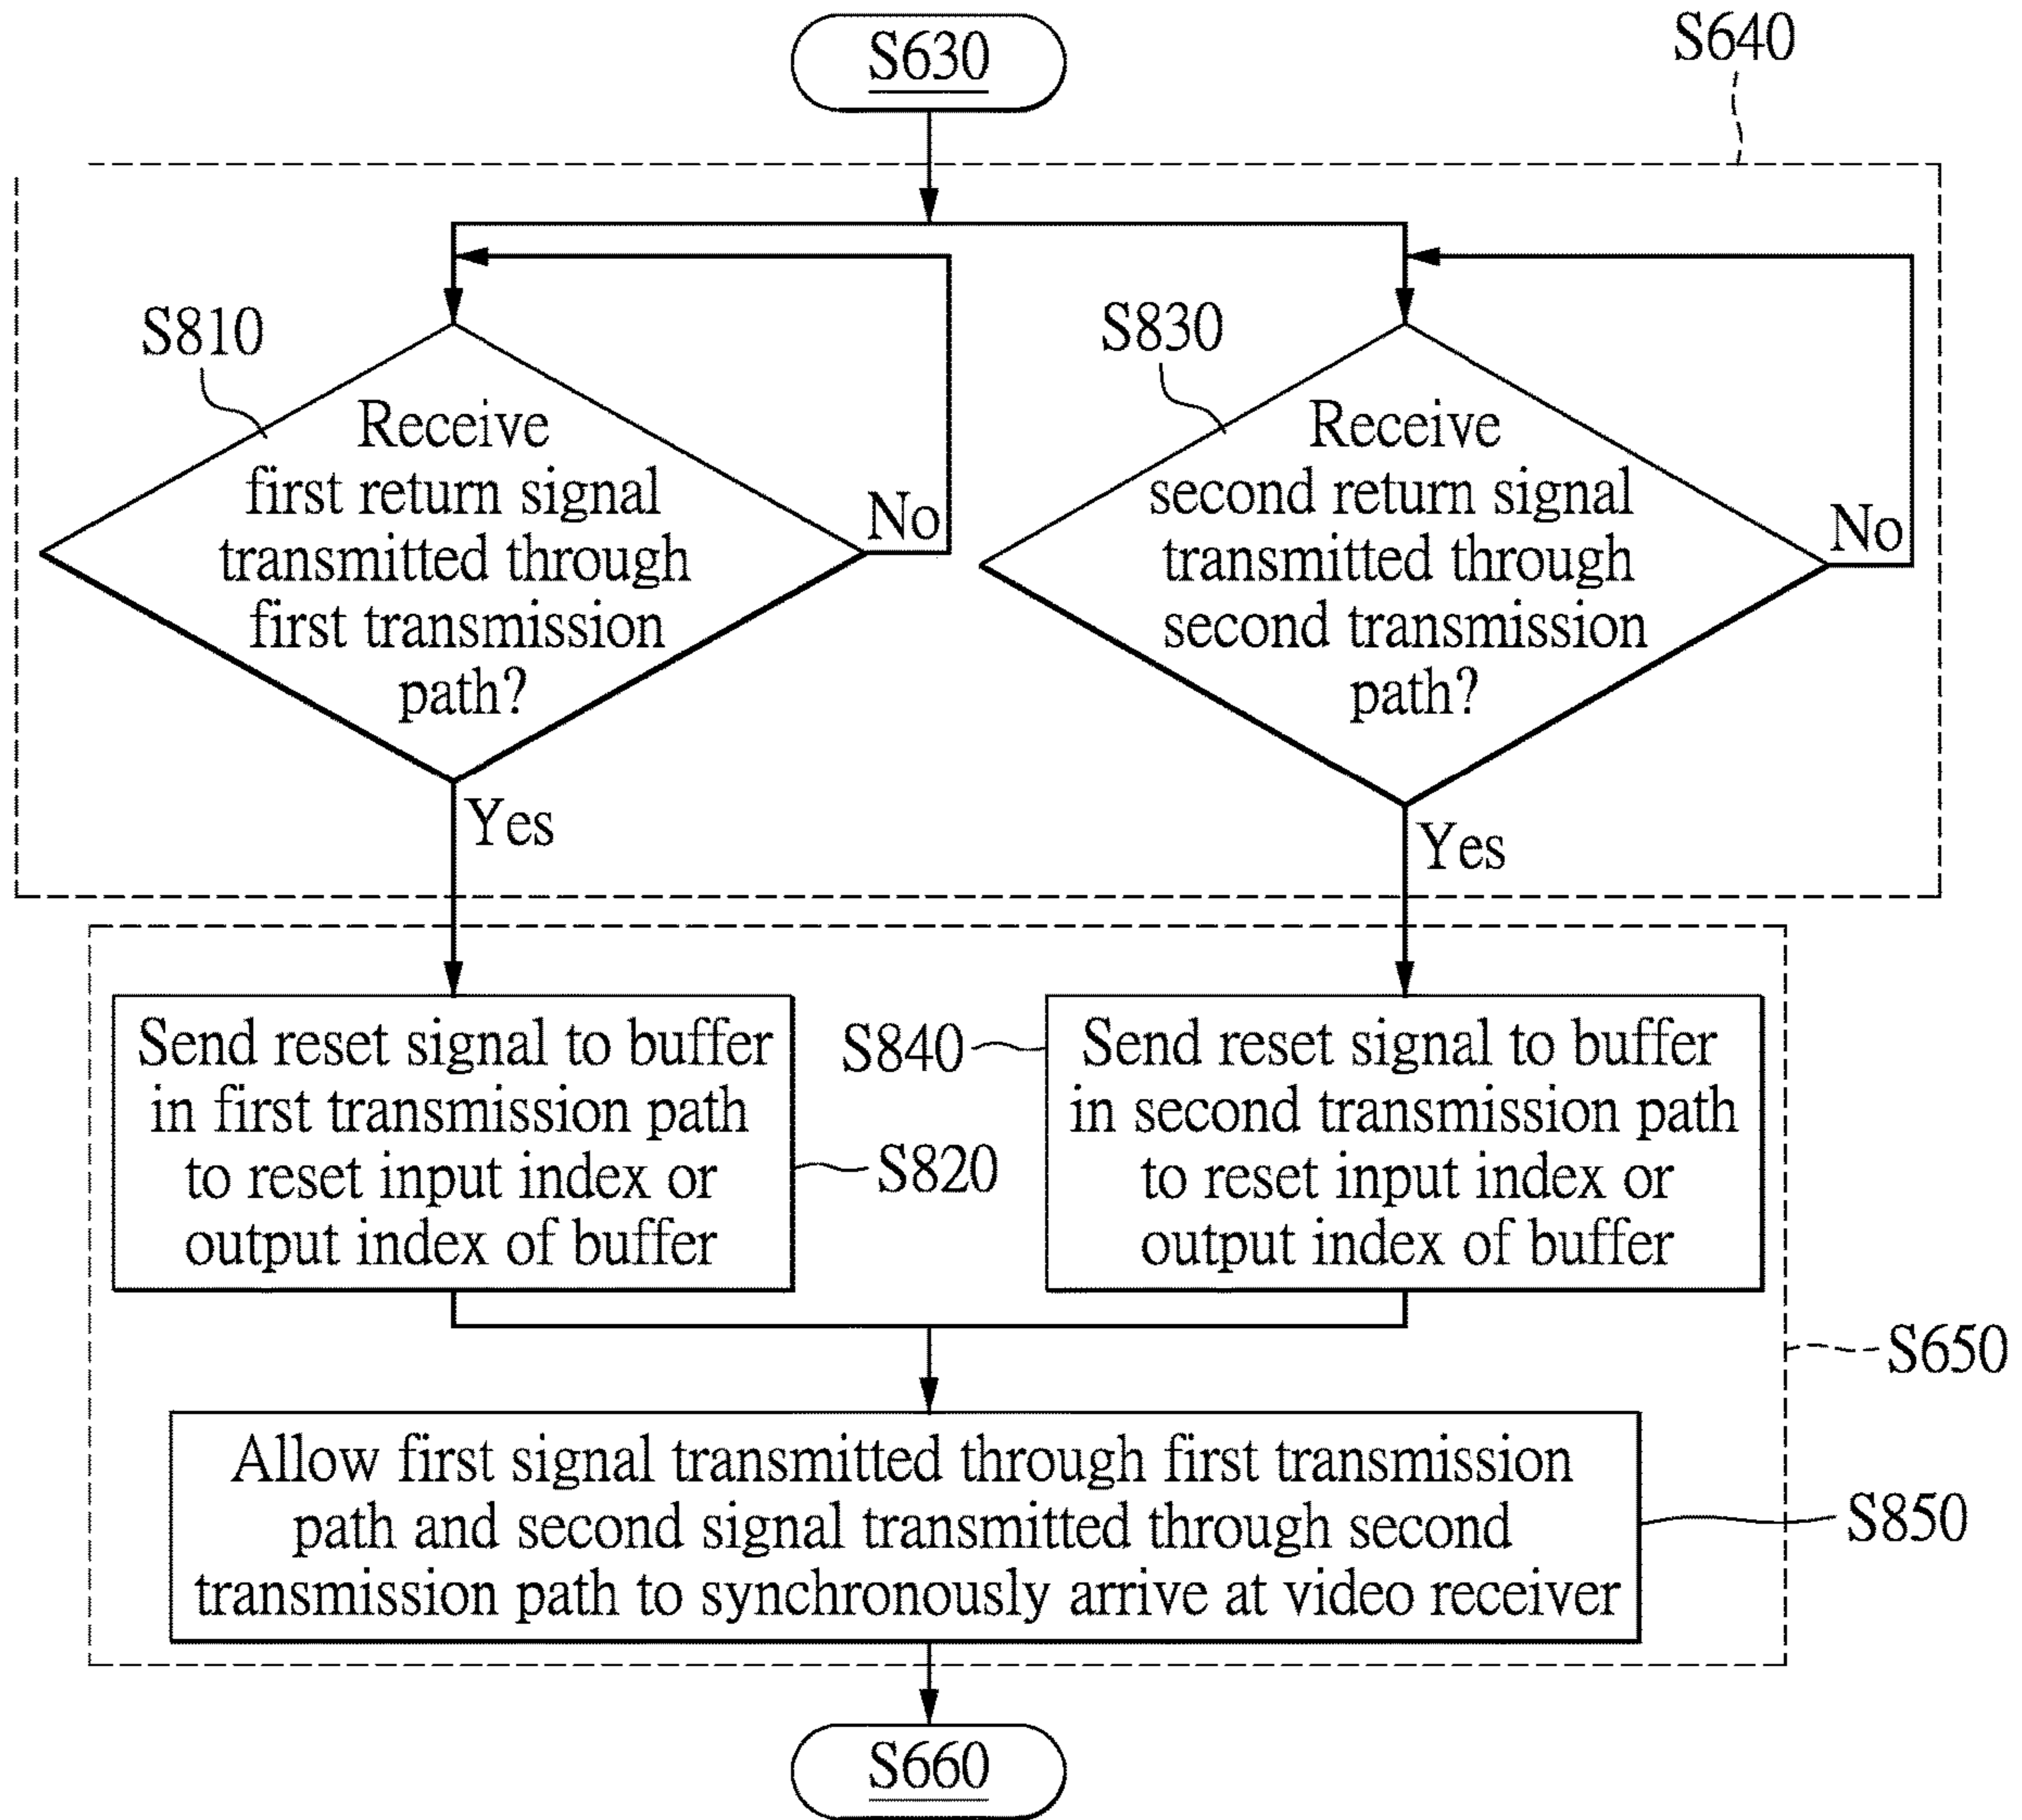 S630
S640
S810
Receive
first return signal
transmitted through
first transmission
path?
No
Yes
S830
Receive
second return signal
transmitted through
second transmission
path?
No
Yes
Send reset signal to buffer
in first transmission path
to reset input index or
output index of buffer
S820
S840
Send reset signal to buffer
in second transmission path
to reset input index or
output index of buffer
S650
Allow first signal transmitted through first transmission
path and second signal transmitted through second
transmission path to synchronously arrive at video receiver
S850
S660